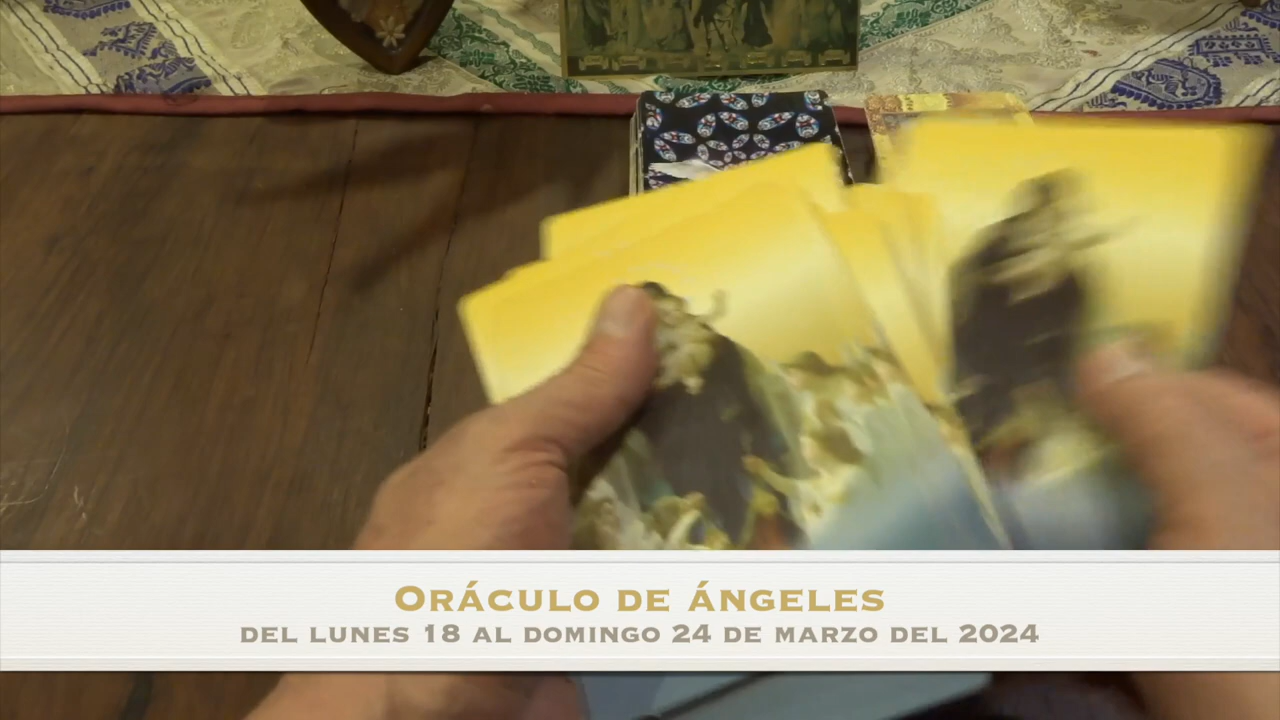 Oráculo de ángeles
del lunes 18 al domingo 24 de marzo del 2024